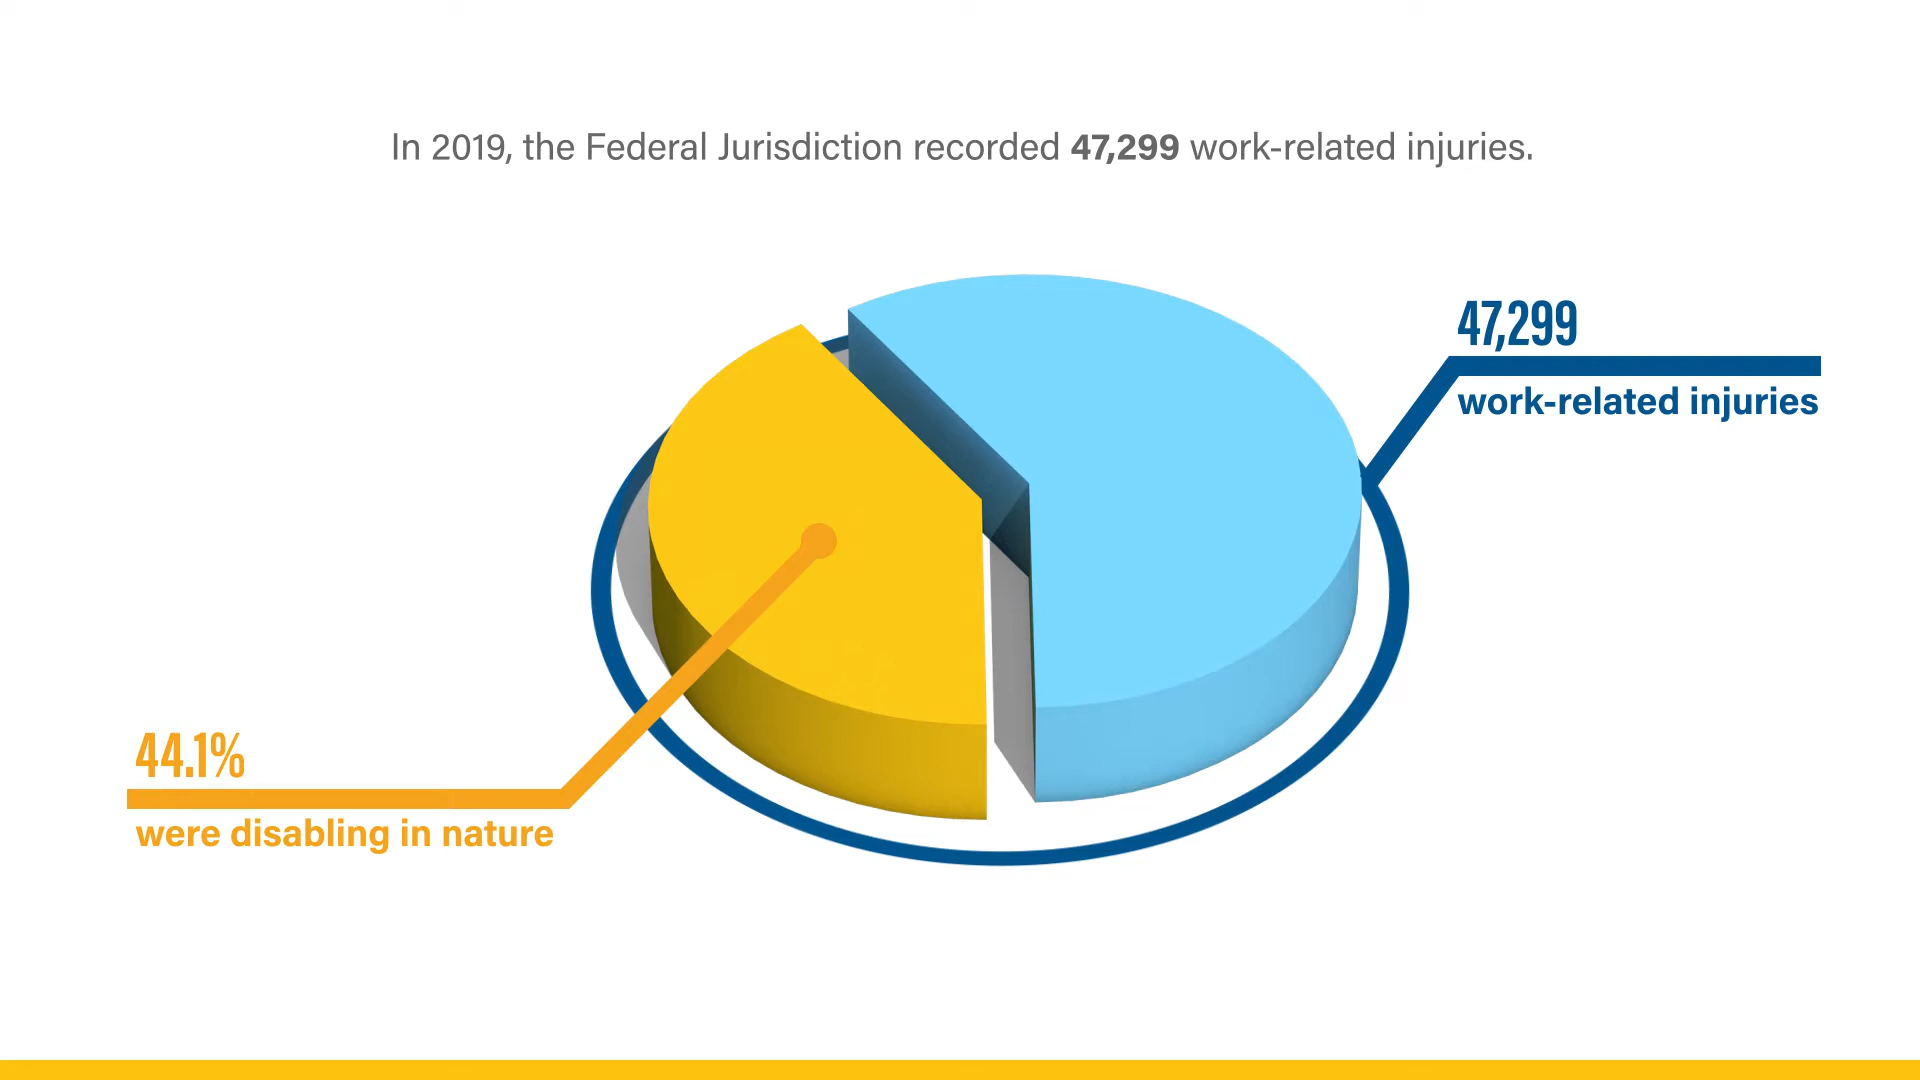 In 2019, the Federal Jurisdiction recorded 47,299 work-related injuries.
47,299
work-related injuries
44.1%
were disabling in nature